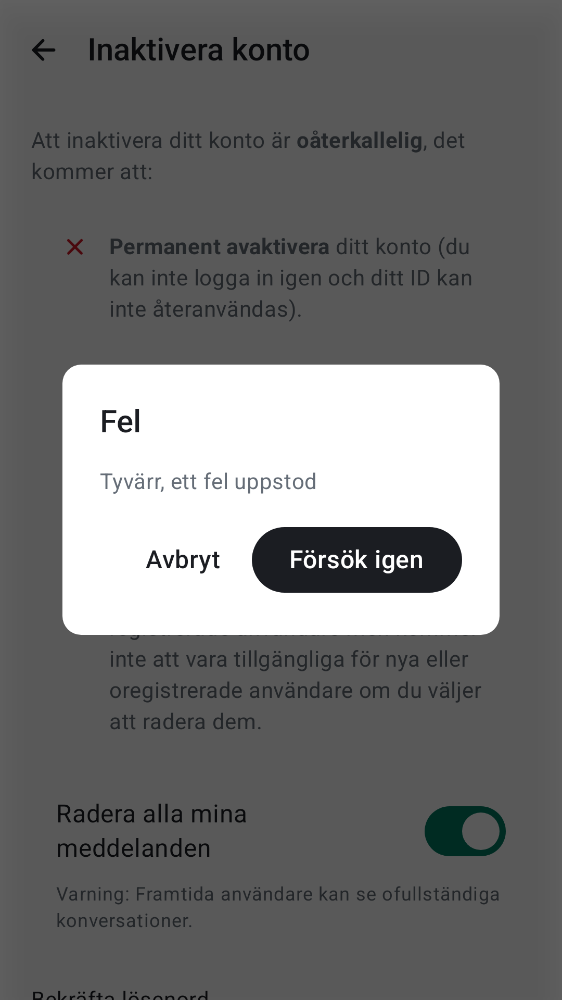 Inaktivera konto
Att inaktivera ditt konto är oåterkallelig, det
kommer att:
Permanent avaktivera ditt konto (du
kan inte logga in igen och ditt ID kan
inte återanvändas).
Fel
Tyvärr, ett fel uppstod
Avbryt
Försök igen
inte att vara tillgängliga för nya eller
oregistrerade användare om du väljer
att radera dem.
Radera alla mina
meddelanden
Varning: Framtida användare kan se ofullständiga
konversationer.
Bekräfta lösenord